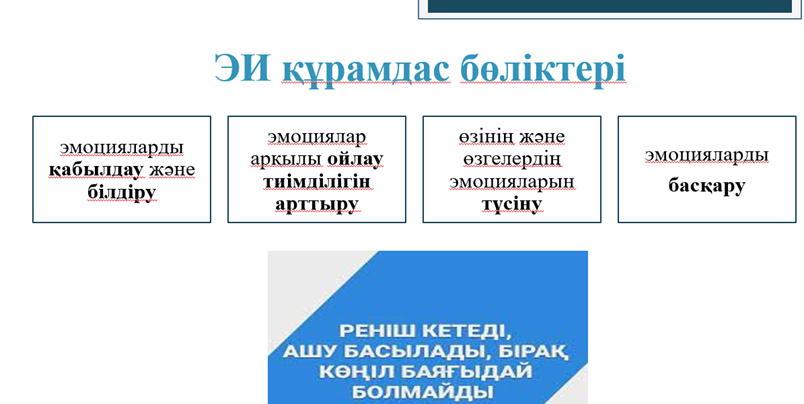 ЭИ құрамдас бөліктері
эмоцияларды
қабылдау және
білдіру
эмоциялар
арқылы ойлау
тиімділігін
арттыру
өзінің және
өзгелердің
эмоцияларын
түсіну
эмоцияларды
басқару
РЕНІШ КЕТЕДІ,
АШУ БАСЫЛАДЫ, БІРАҚ
КӨҢІЛ БАЯҒЫДАЙ
БОЛМАЙДЫ